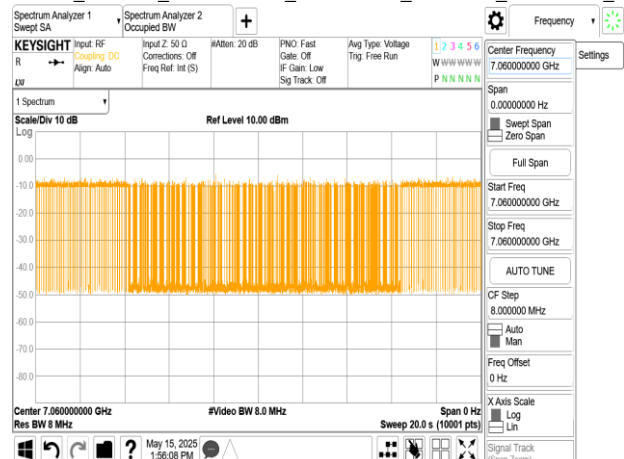 Spectrum Analyzer 1
Swept SA
Spectrum Analyzer 2
Occupied BW
+
Frequency
KEYSIGHT
R
LXI
Input: RF
Coupling: DC
Align: Auto
Input Z: 50 Ω
Corrections: Off
Freq Ref: Int (S)
#Atten: 20 dB
PNO: Fast
Gate: Off
IF Gain: Low
Sig Track: Off
Avg Type: Voltage
Trig: Free Run
1 2 3 4 5 6
W W W W W W
P N N N N N
Center Frequency
7.060000000 GHz
Settings
Span
0.00000000 Hz
Swept Span
Zero Span
Full Span
Start Freq
7.060000000 GHz
Stop Freq
7.060000000 GHz
AUTO TUNE
CF Step
8.000000 MHz
Auto
Man
Freq Offset
0 Hz
X Axis Scale
Log
Lin
Signal Track
(Span Zoom)
1 Spectrum
Scale/Div 10 dB
Ref Level 10.00 dBm
Log
0.00
-10.0
-20.0
-30.0
-40.0
-50.0
-60.0
-70.0
-80.0
Center 7.060000000 GHz
#Video BW 8.0 MHz
Span 0 Hz
Res BW 8 MHz
Sweep 20.0 s (10001 pts)
?
May 15, 2025
1:56:08 PM